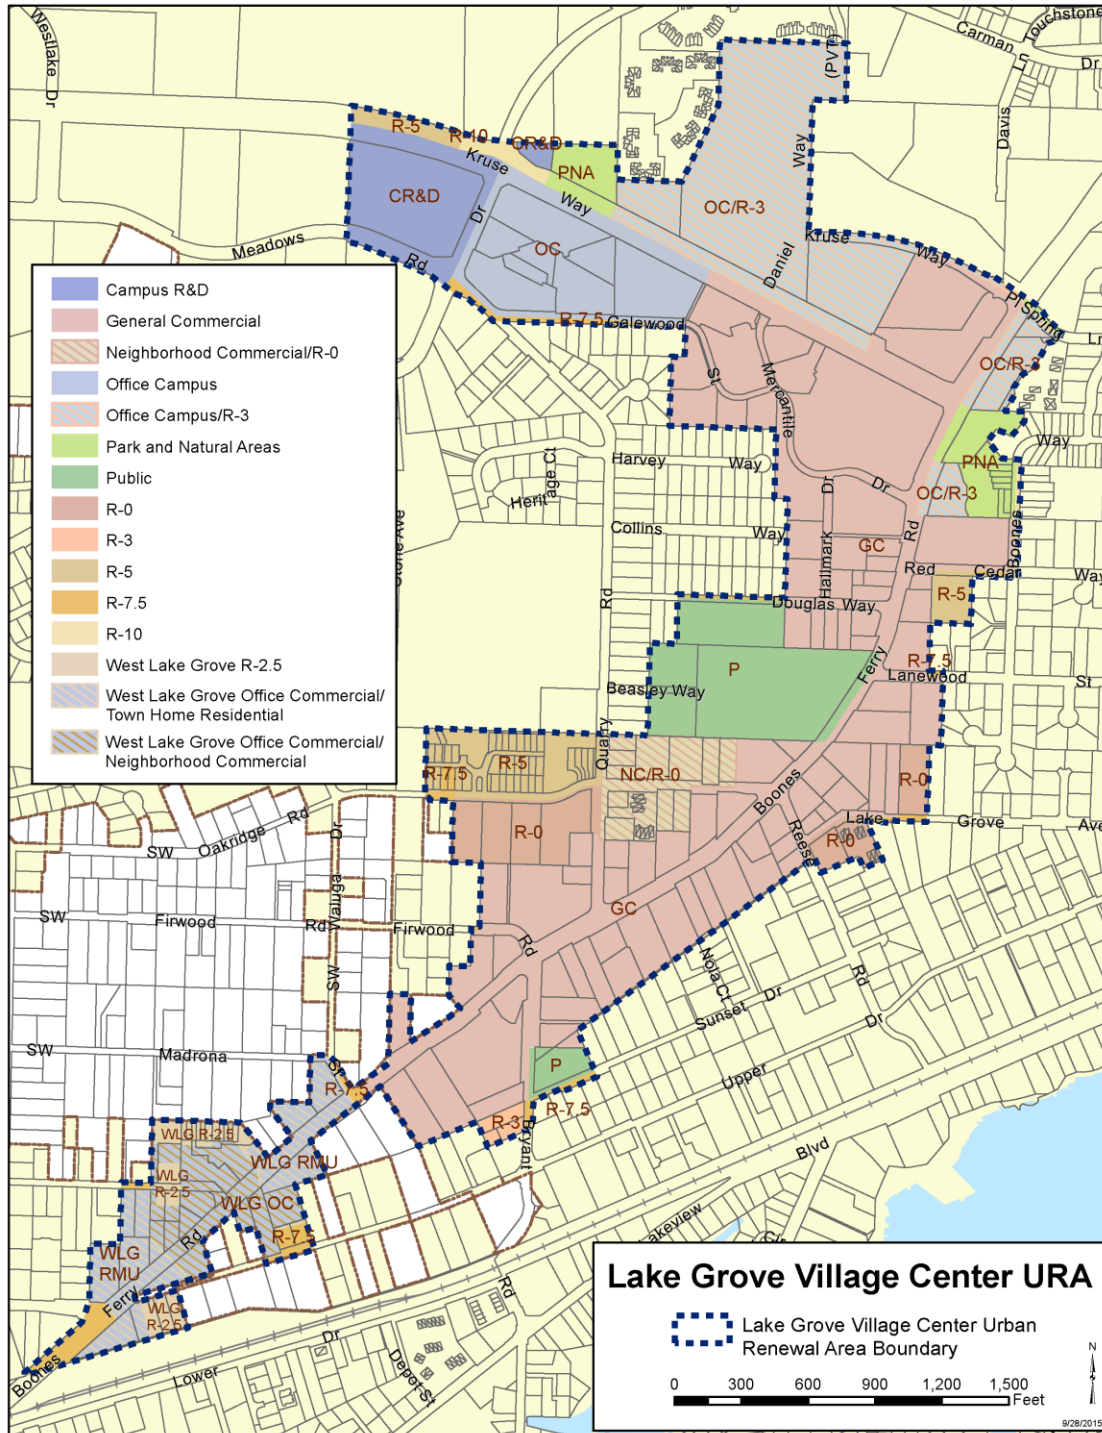 Westlake Dr
Carman
Dr
Touchstone
Ln
Davis
(PVT)
Way
R-5
R-10
CR&D
Kruse
PNA
Way
CR&D
Dr
OC/R-3
OC
Daniel
Kruse
Way
Meadows
Rd
Pl
Spring
Ln
R-7.5
Galewood
St
Mercantile
Dr
OC/R-3
Way
PNA
OC/R-3
Campus R&D
General Commercial
Neighborhood Commercial/R-0
Office Campus
Office Campus/R-3
Park and Natural Areas
Public
R-0
R-3
R-5
R-7.5
R-10
West Lake Grove R-2.5
West Lake Grove Office Commercial/
Town Home Residential
West Lake Grove Office Commercial/
Neighborhood Commercial
Harvey
Way
Heritage Ct
Collins
Way
Hallmark
Dr
GC
Rd
Boones
Red
Cedar
Way
Rd
Douglas Way
R-5
P
Ferry
R-7.5
Lanewood
St
Beasley Way
Quarry
R-7.5
R-5
NC/R-0
Boones
R-0
R-0
Lake
Grove
Ave
Reese
R-0
SW
Oakridge Rd
Dr
Waluga
SW
SW
Firwood
Rd
Firwood
Rd
GC
Nola Ct
Rd
Sunset
Dr
Dr
Upper
SW
Madrona
St
R-7.5
P
R-7.5
R-3
Bryant
Blvd
WLG R-2.5
WLG
R-2.5
WLG RMU
WLG OC
R-7.5
Rd
WLG
RMU
Ferry
WLG
R-2.5
Boones
Lakeview
Cir
Rd
Dr
Lower
Depot St
Lake Grove Village Center URA
Lake Grove Village Center Urban
Renewal Area Boundary
N
0 300 600 900 1,200 1,500
Feet
9/28/2015